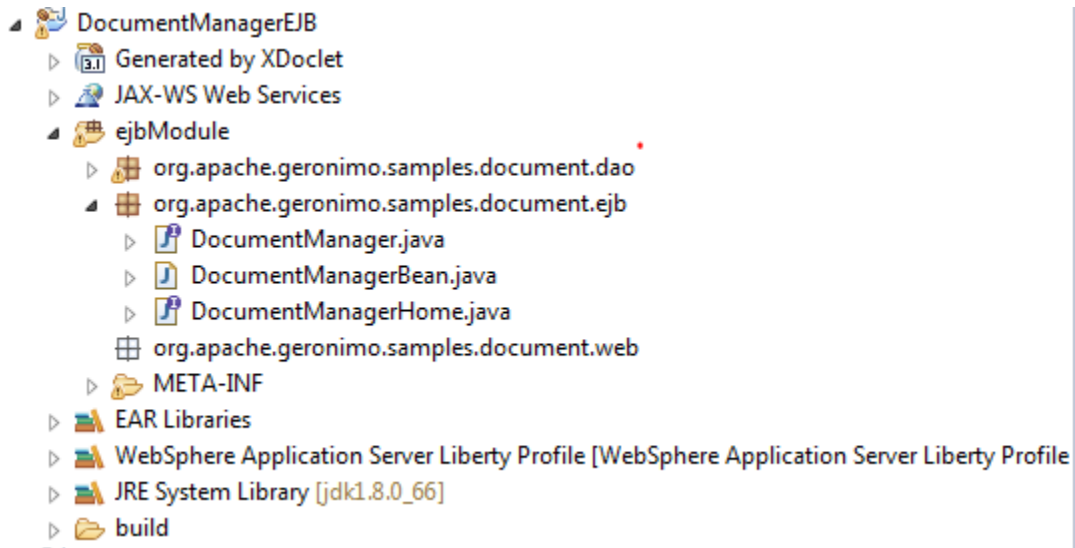 DocumentManagerEJB
3.1 Generated by XDoclet
JAX-WS Web Services
ejbModule
org.apache.geronimo.samples.document.dao
org.apache.geronimo.samples.document.ejb
J DocumentManager.java
J DocumentManagerBean.java
J DocumentManagerHome.java
org.apache.geronimo.samples.document.web
META-INF
EAR Libraries
WebSphere Application Server Liberty Profile [WebSphere Application Server Liberty Profile
JRE System Library [jdk1.8.0_66]
build